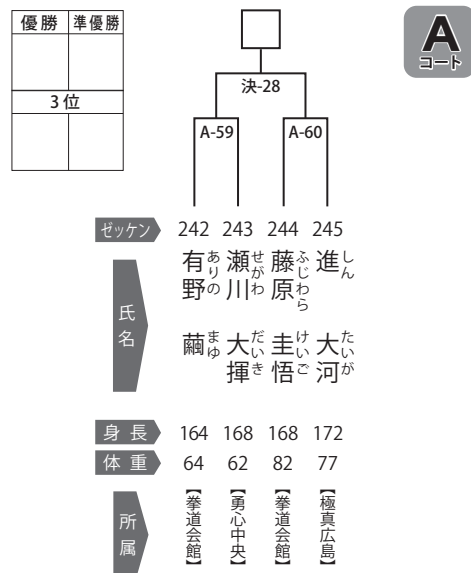 優勝 準優勝
3位
A
コート
決-28
A-59 A-60
ゼッケン 242 243 244 245
氏名
有野 繭
ありの まゆ
瀬川 大揮
せがわ だいき
藤原 圭悟
ふじわら けいご
進 大河
しん たいが
身長 164 168 168 172
体重 64 62 82 77
所属
【拳道会館】
【勇心中央】
【拳道会館】
【極真広島】